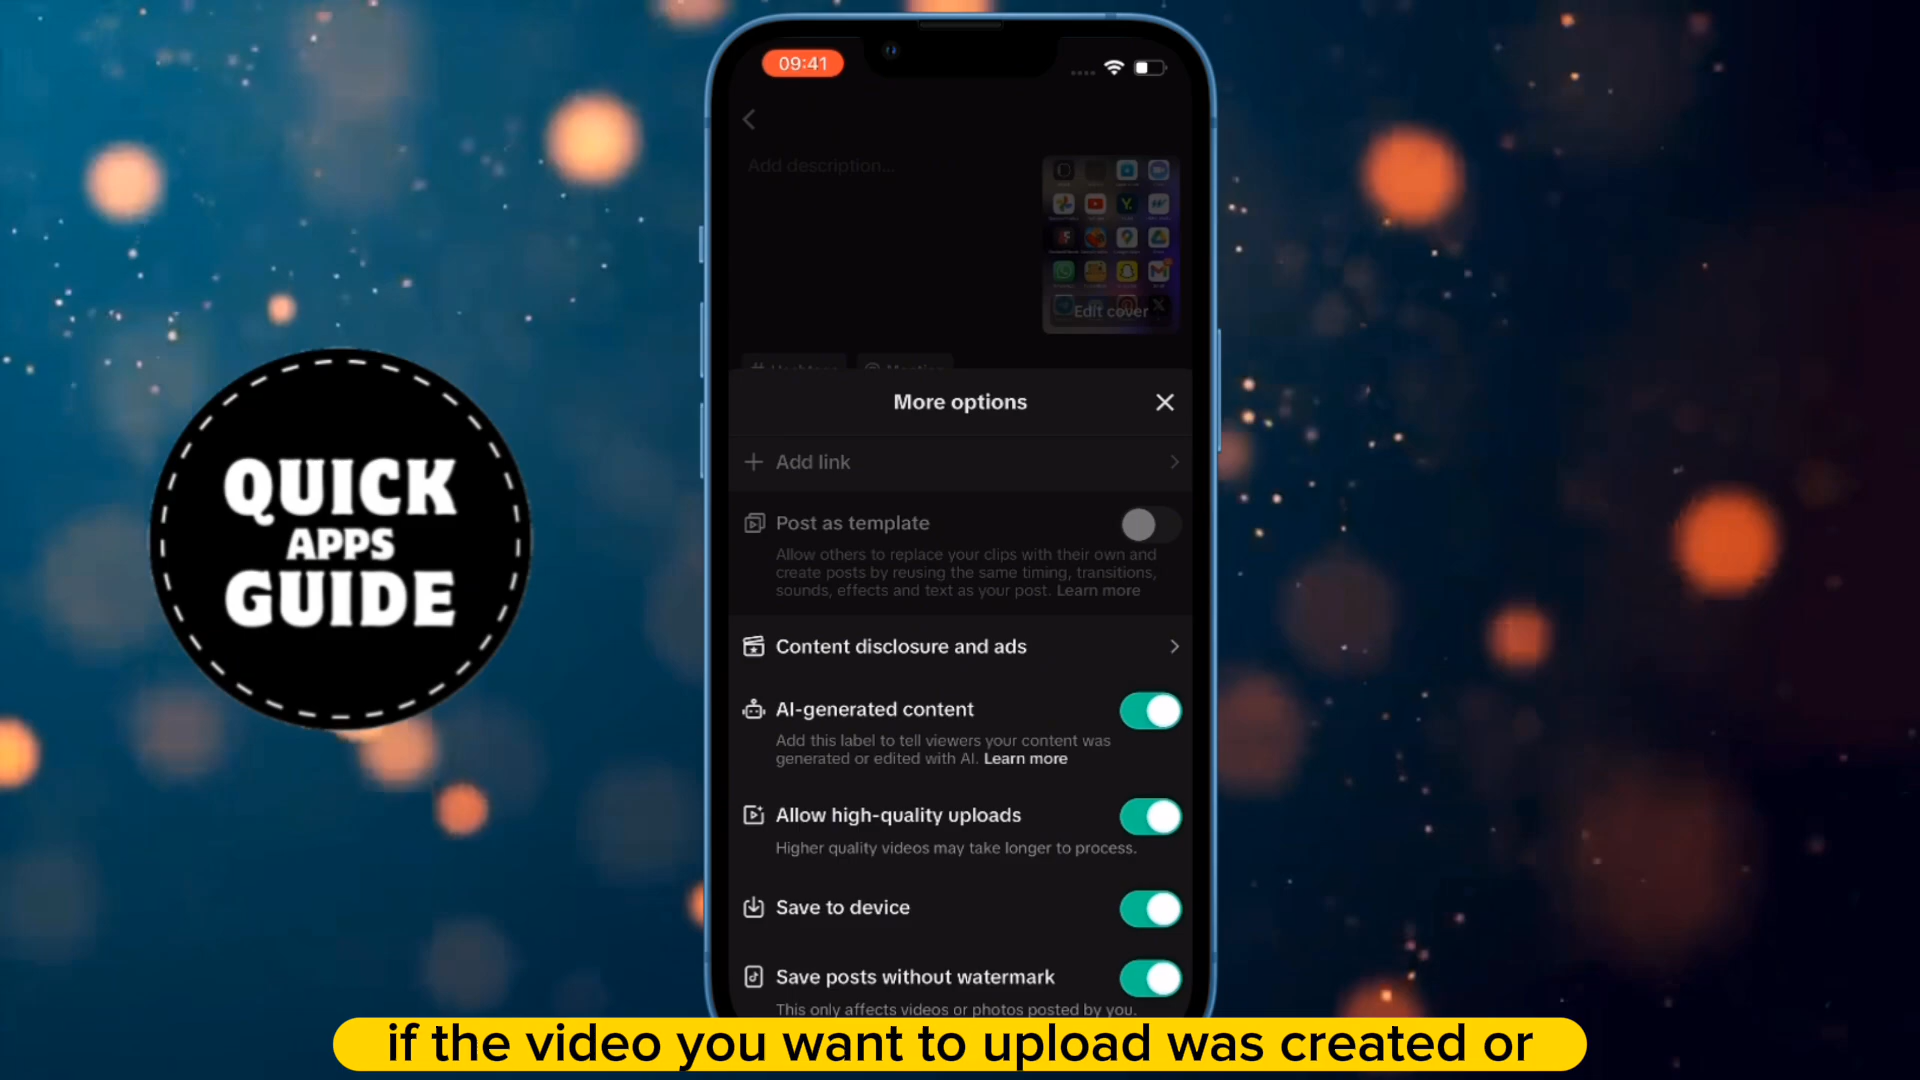 09:41
Add description...
Edit cover
Hashtags
Mention
More options
Add link
Post as template
Allow others to replace your clips with their own and
create posts by reusing the same timing, transitions,
sounds, effects and text as your post. Learn more
Content disclosure and ads
AI-generated content
Add this label to tell viewers your content was
generated or edited with AI. Learn more
Allow high-quality uploads
Higher quality videos may take longer to process.
Save to device
Save posts without watermark
This only affects videos or photos posted by you.
QUICK
APPS
GUIDE
if the video you want to upload was created or